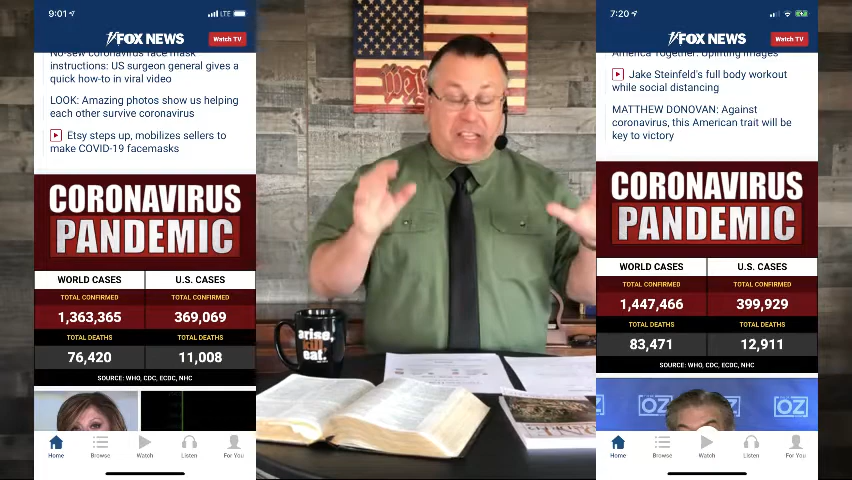 9:01
LTE
FOX NEWS
Watch TV
No-sew coronavirus face mask
instructions: US surgeon general gives a
quick how-to in viral video
LOOK: Amazing photos show us helping
each other survive coronavirus
Etsy steps up, mobilizes sellers to
make COVID-19 facemasks
CORONAVIRUS
PANDEMIC
WORLD CASES
U.S. CASES
TOTAL CONFIRMED
TOTAL CONFIRMED
1,363,365
369,069
TOTAL DEATHS
TOTAL DEATHS
76,420
11,008
SOURCE: WHO, CDC, ECDC, NHC
Home
Browse
Watch
Listen
For You
We the
arise,
kill
eat.
7:20
FOX NEWS
Watch TV
America Together: Uplifting images
Jake Steinfeld's full body workout
while social distancing
MATTHEW DONOVAN: Against
coronavirus, this American trait will be
key to victory
CORONAVIRUS
PANDEMIC
WORLD CASES
U.S. CASES
TOTAL CONFIRMED
TOTAL CONFIRMED
1,447,466
399,929
TOTAL DEATHS
TOTAL DEATHS
83,471
12,911
SOURCE: WHO, CDC, ECDC, NHC
OZ
OZ
Home
Browse
Watch
Listen
For You